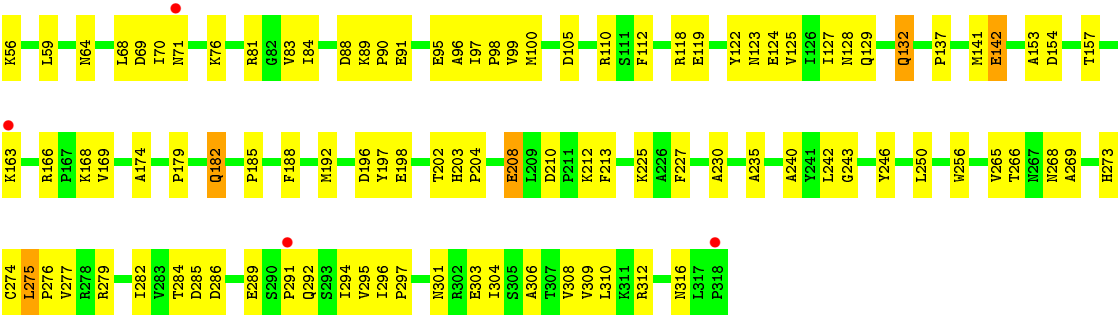 K56 L59 N64 L68 D69 I70 N71 K76 R81 G82 V83 I84 D88 K89 P90 E91 E95 A96 I97 P98 V99 M100 D105 R110 S111 F112 R118 E119 Y122 N123 E124 V125 I126 I127 N128 Q129 Q132 P137 M141 E142 A153 D154 T157
K163 R166 P167 K168 V169 A174 P179 Q182 P185 F188 M192 D196 Y197 E198 T202 H203 P204 E208 L209 D210 P211 K212 F213 K225 A226 F227 A230 A235 A240 Y241 L242 G243 Y246 L250 W256 V265 T266 N267 N268 A269 H273
C274 L275 P276 V277 R278 R279 I282 V283 T284 D285 D286 E289 S290 P291 Q292 S293 I294 V295 I296 P297 N301 R302 E303 I304 S305 A306 T307 V308 V309 L310 K311 R312 N316 L317 P318